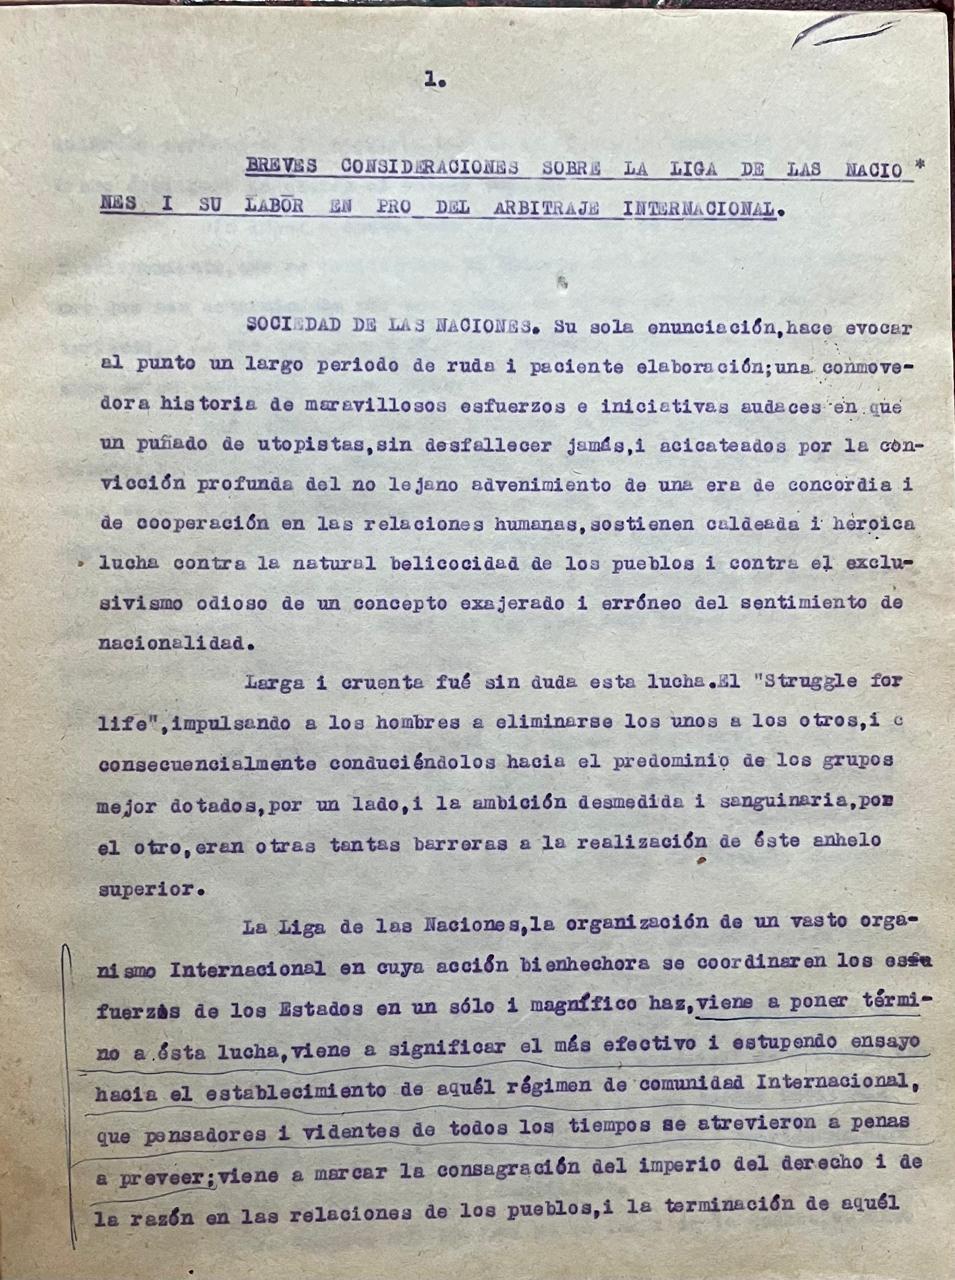 1.
BREVES CONSIDERACIONES SOBRE LA LIGA DE LAS NACIO*
NES I SU LABOR EN PRO DEL ARBITRAJE INTERNACIONAL.
SOCIEDAD DE LAS NACIONES. Su sola enunciación,hace evocar
al punto un largo periodo de ruda i paciente elaboración;una conmove-
dora historia de maravillosos esfuerzos e iniciativas audaces en que
un puñado de utopistas,sin desfallecer jamás,i acicateados por la con-
vicción profunda del no lejano advenimiento de una era de concordia i
de cooperación en las relaciones humanas,sostienen caldeada i heroica
lucha contra la natural belicocidad de los pueblos i contra el exclu-
sivismo odioso de un concepto exajerado i erróneo del sentimiento de
nacionalidad.
Larga i cruenta fué sin duda esta lucha.El "Struggle for
life",impulsando a los hombres a eliminarse los unos a los otros,i c
consecuencialmente conduciéndolos hacia el predominio de los grupos
mejor dotados,por un lado,i la ambición desmedida i sanguinaria,por
el otro,eran otras tantas barreras a la realización de éste anhelo
superior.
La Liga de las Naciones,la organización de un vasto orga-
nismo Internacional en cuya acción bienhechora se coordinaren los es
fuerzos de los Estados en un sólo i magnífico haz,viene a poner térmi-
no a ésta lucha,viene a significar el más efectivo i estupendo ensayo
hacia el establecimiento de aquél régimen de comunidad Internacional,
que pensadores i videntes de todos los tiempos se atrevieron a penas
a preveer;viene a marcar la consagración del imperio del derecho i de
la razón en las relaciones de los pueblos,i la terminación de aquél